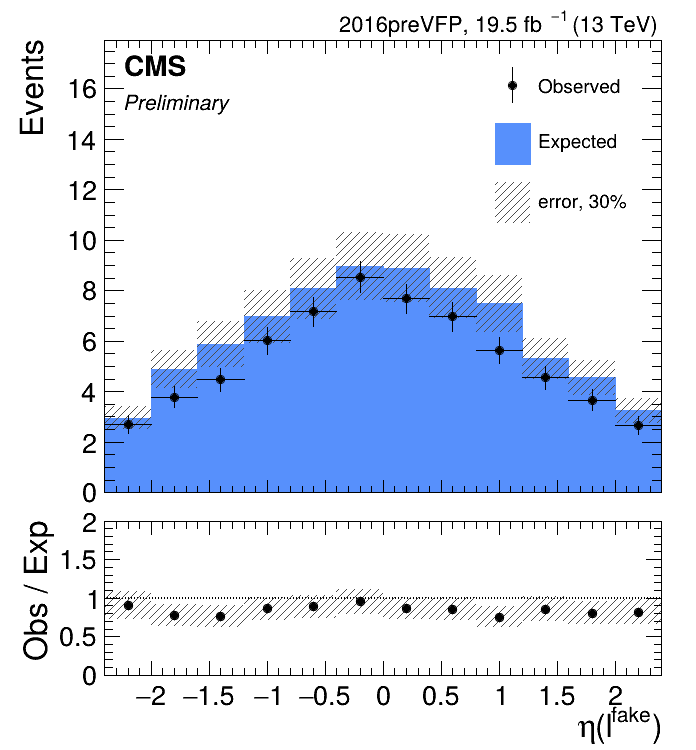 2016preVFP, 19.5 fb⁻¹ (13 TeV)
CMS
Preliminary
Observed
Expected
error, 30%
Events
16
14
12
10
8
6
4
2
0
Obs / Exp
2
1.5
1
0.5
0
−2 −1.5 −1 −0.5 0 0.5 1 1.5 2
η(l^fake)